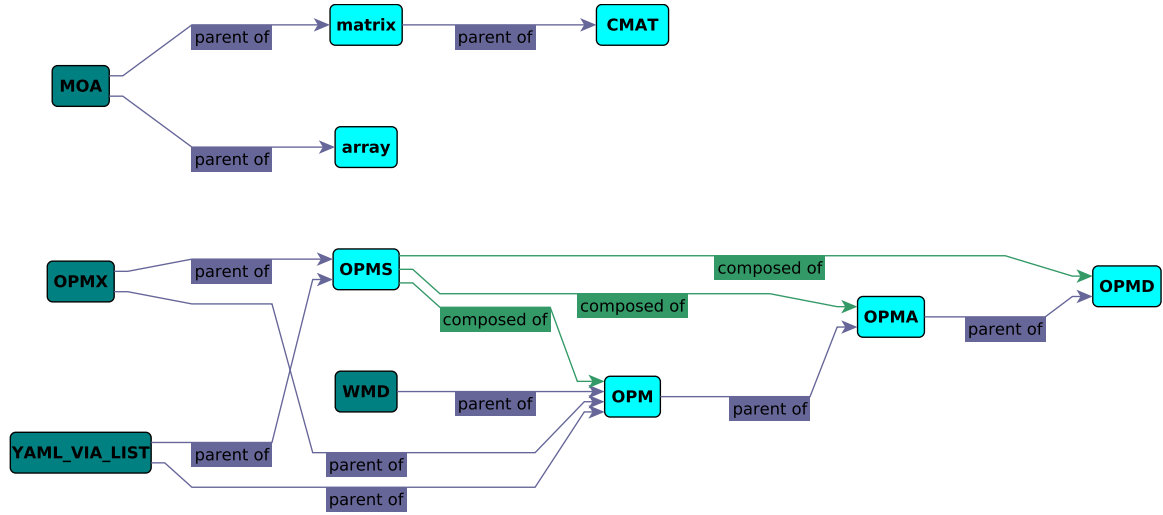 matrix
CMAT
parent of
parent of
MOA
array
parent of
OPMS
composed of
OPMX
parent of
OPMD
composed of
OPMA
composed of
parent of
WMD
parent of
OPM
parent of
YAML_VIA_LIST
parent of
parent of
parent of